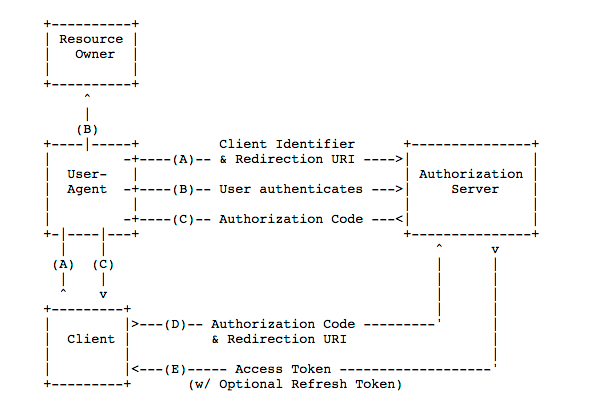 Resource
Owner
(B)
Client Identifier
(A) & Redirection URI
User-
Agent
(B) User authenticates
Authorization
Server
(C) Authorization Code
(A) (C)
(D) Authorization Code
& Redirection URI
Client
(E) Access Token
(w/ Optional Refresh Token)